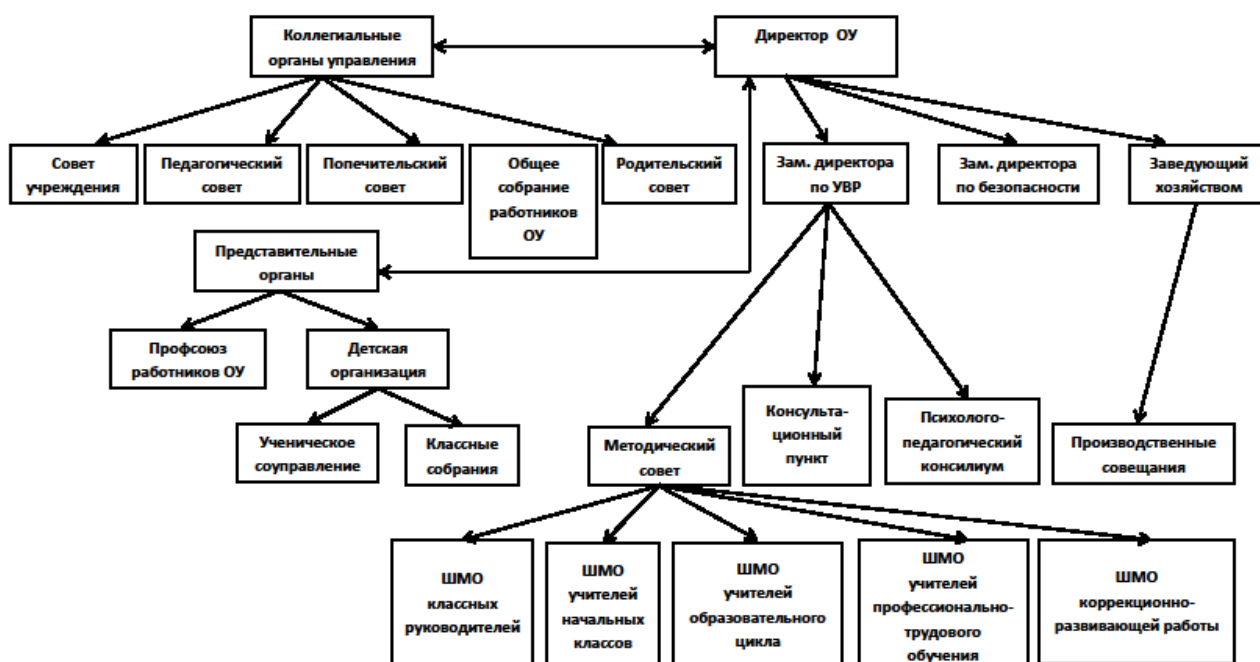 Коллегиальные
органы управления
Директор ОУ
Совет
учреждения
Педагогический
совет
Попечительский
совет
Общее
собрание
работников
ОУ
Родительский
совет
Зам. директора
по УВР
Зам. директора
по безопасности
Заведующий
хозяйством
Представительные
органы
Профсоюз
работников ОУ
Детская
организация
Ученическое
соуправление
Классные
собрания
Методический
совет
Консульта-
ционный
пункт
Психолого-
педагогический
консилиум
Производственные
совещания
ШМО
классных
руководителей
ШМО
учителей
начальных
классов
ШМО
учителей
образовательного
цикла
ШМО
учителей
профессионально-
трудового
обучения
ШМО
коррекционно-
развивающей работы